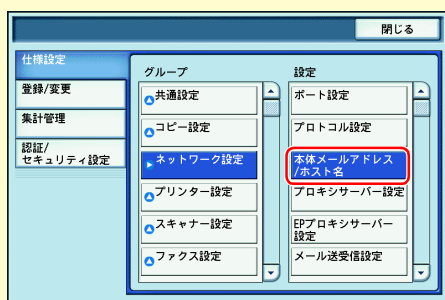 閉じる
仕様設定
登録/変更
集計管理
認証/
セキュリティ設定
グループ
共通設定
コピー設定
ネットワーク設定
プリンター設定
スキャナー設定
ファクス設定
設定
ポート設定
プロトコル設定
本体メールアドレス
/ホスト名
プロキシサーバー設定
EPプロキシサーバー
設定
メール送受信設定